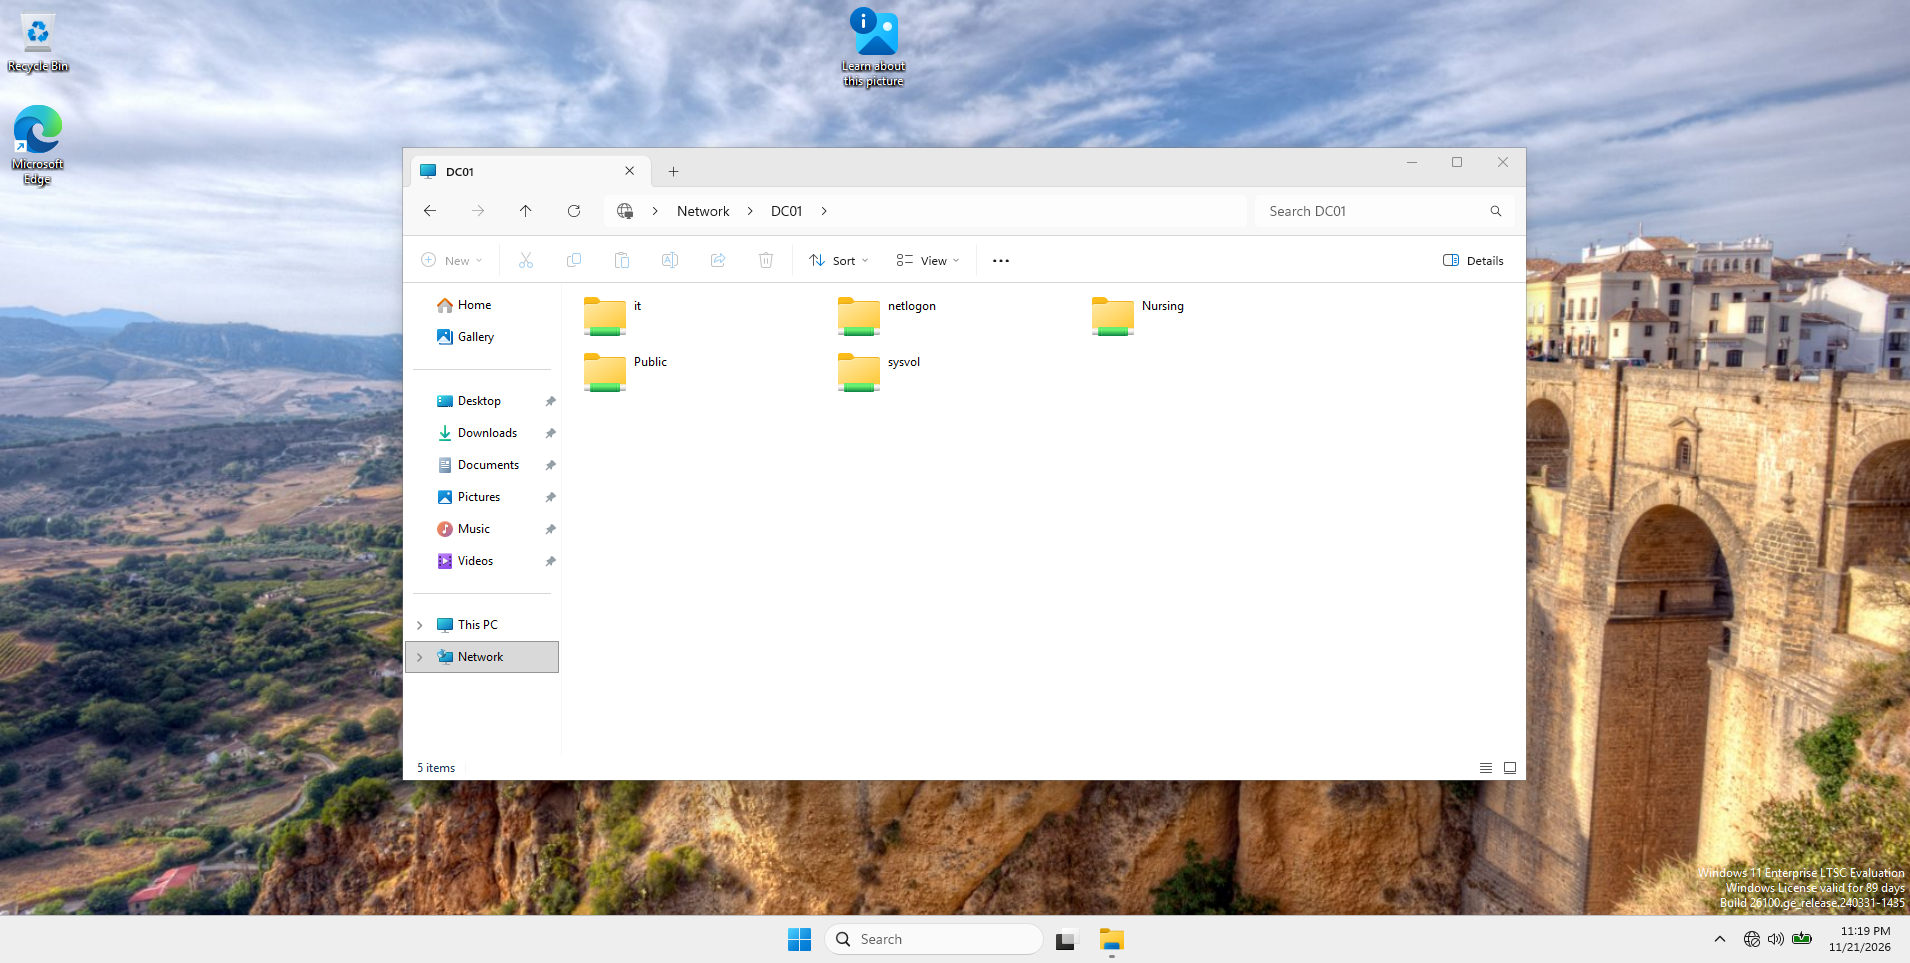 Recycle Bin
Learn about
this picture
Microsoft
Edge
DC01
Network
DC01
Search DC01
New
Sort
View
Details
Home
Gallery
Desktop
Downloads
Documents
Pictures
Music
Videos
This PC
Network
it
netlogon
Nursing
Public
sysvol
5 items
Windows 11 Enterprise LTSC Evaluation
Windows License valid for 89 days
Build 26100.ge_release.240331-1435
Search
11:19 PM
11/21/2026